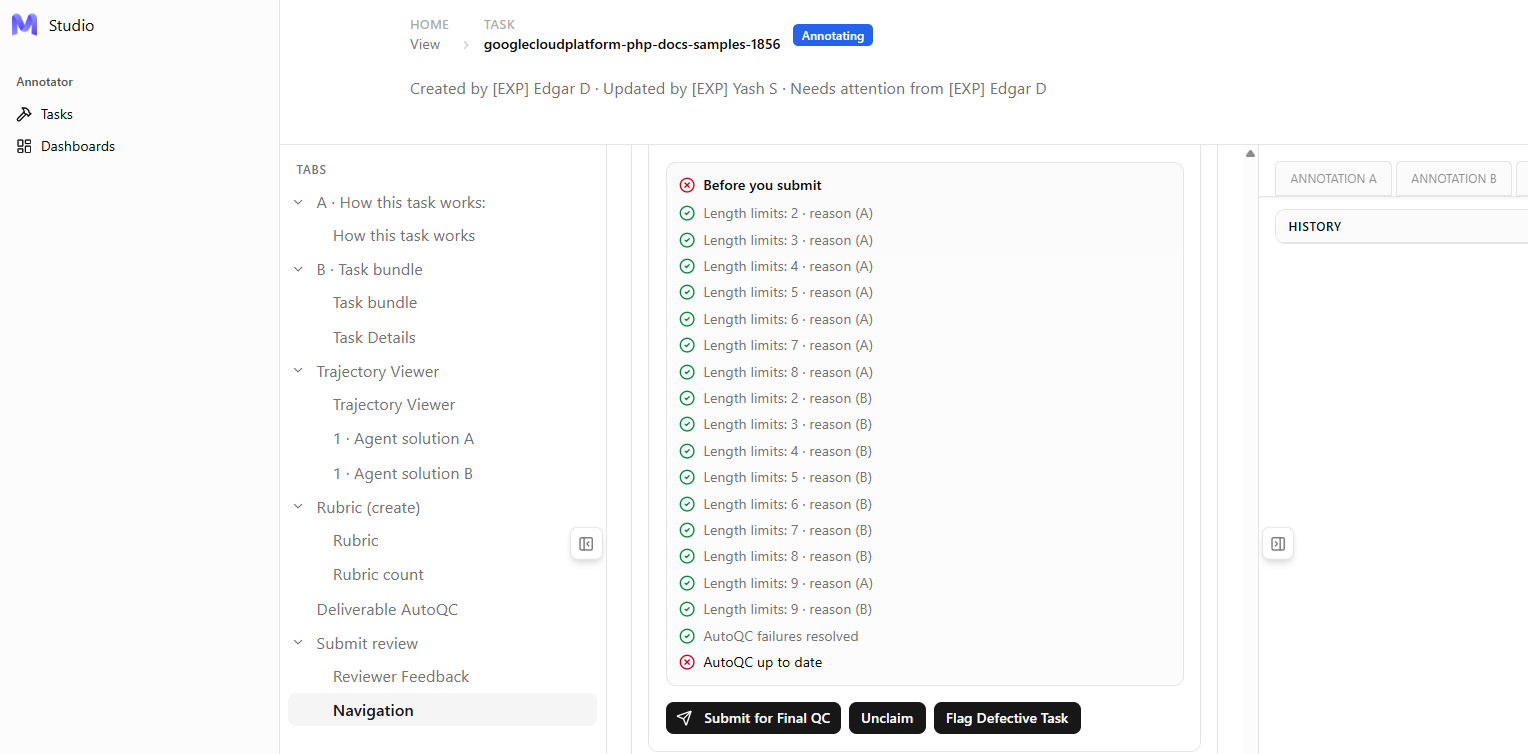 Studio
Annotator
Tasks
Dashboards
HOME
View
TASK
googlecloudplatform-php-docs-samples-1856
Annotating
Created by [EXP] Edgar D · Updated by [EXP] Yash S · Needs attention from [EXP] Edgar D
TABS
A · How this task works:
How this task works
B · Task bundle
Task bundle
Task Details
Trajectory Viewer
Trajectory Viewer
1 · Agent solution A
1 · Agent solution B
Rubric (create)
Rubric
Rubric count
Deliverable AutoQC
Submit review
Reviewer Feedback
Navigation
Before you submit
Length limits: 2 · reason (A)
Length limits: 3 · reason (A)
Length limits: 4 · reason (A)
Length limits: 5 · reason (A)
Length limits: 6 · reason (A)
Length limits: 7 · reason (A)
Length limits: 8 · reason (A)
Length limits: 2 · reason (B)
Length limits: 3 · reason (B)
Length limits: 4 · reason (B)
Length limits: 5 · reason (B)
Length limits: 6 · reason (B)
Length limits: 7 · reason (B)
Length limits: 8 · reason (B)
Length limits: 9 · reason (A)
Length limits: 9 · reason (B)
AutoQC failures resolved
AutoQC up to date
Submit for Final QC
Unclaim
Flag Defective Task
ANNOTATION A
ANNOTATION B
HISTORY